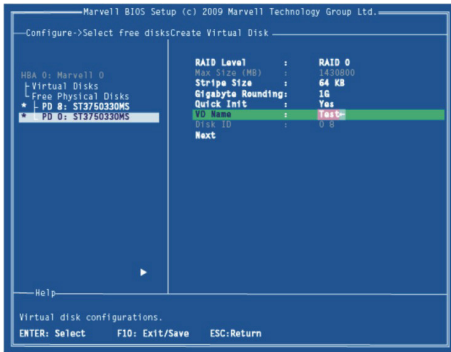 Marvell BIOS Setup (c) 2009 Marvell Technology Group Ltd.
Configure->Select free disksCreate Virtual Disk
HBA 0: Marvell 0
Virtual Disks
Free Physical Disks
* PD 8: ST3750330MS
* PD 0: ST3750330MS
RAID Level : RAID 0
Max Size (MB) : 1430800
Stripe Size : 64 KB
Gigabyte Rounding: 1G
Quick Init : Yes
VD Name : Test
Disk ID : 0 8
Next
Help
Virtual disk configurations.
ENTER: Select F10: Exit/Save ESC:Return